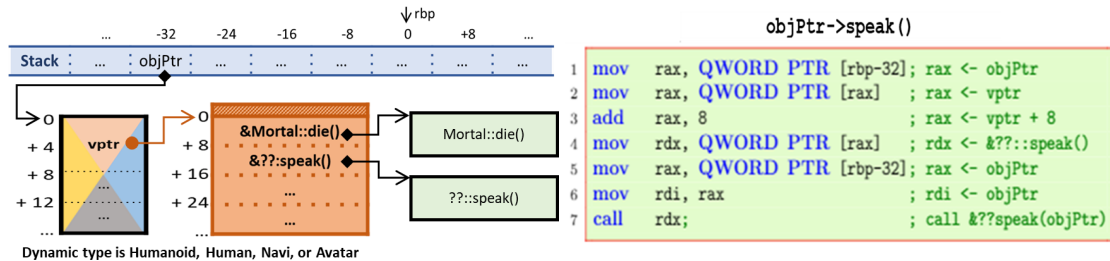 rbp
... -32 -24 -16 -8 0 +8 ...
Stack ... objPtr ... ... ... ... ... ...
0
+ 4
+ 8
+ 12
...
vptr
...
...
0
+ 8
+ 16
+ 24
...
&Mortal::die()
&??:speak()
...
...
Mortal::die()
??::speak()
Dynamic type is Humanoid, Human, Navi, or Avatar
objPtr->speak()
1 mov rax, QWORD PTR [rbp-32]; rax <- objPtr
2 mov rax, QWORD PTR [rax] ; rax <- vptr
3 add rax, 8 ; rax <- vptr + 8
4 mov rdx, QWORD PTR [rax] ; rdx <- &??::speak()
5 mov rax, QWORD PTR [rbp-32]; rax <- objPtr
6 mov rdi, rax ; rdi <- objPtr
7 call rdx; ; call &??speak(objPtr)